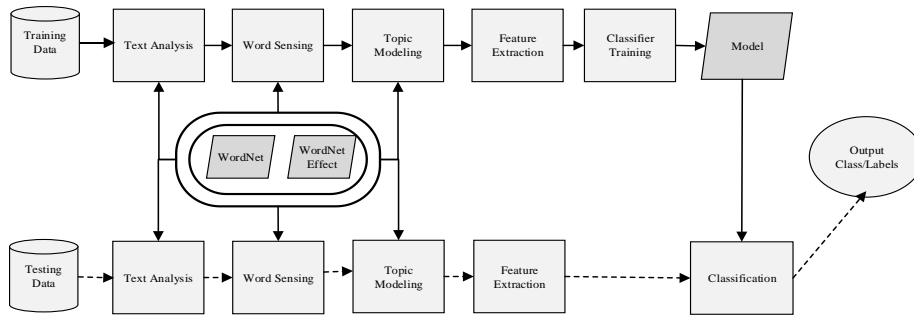 Training
Data
Text Analysis
Word Sensing
Topic
Modeling
Feature
Extraction
Classifier
Training
Model
WordNet
WordNet
Effect
Output
Class/Labels
Testing
Data
Text Analysis
Word Sensing
Topic
Modeling
Feature
Extraction
Classification